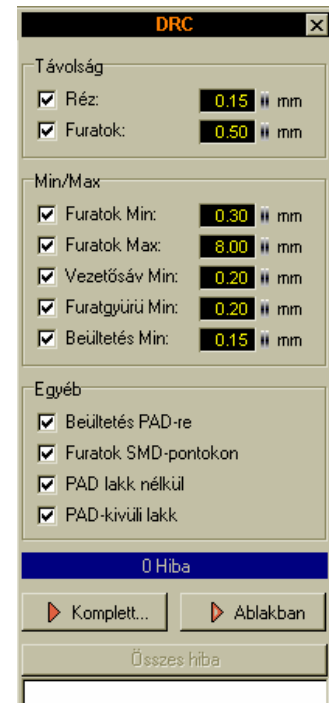 DRC
Távolság
Réz: 0.15 mm
Furatok: 0.50 mm
Min/Max
Furatok Min: 0.30 mm
Furatok Max: 8.00 mm
Vezetősáv Min: 0.20 mm
Furatgyürü Min: 0.20 mm
Beültetés Min: 0.15 mm
Egyéb
Beültetés PAD-re
Furatok SMD-pontokon
PAD lakk nélkül
PAD-kivüli lakk
0 Hiba
Komplett... Ablakban
Összes hiba